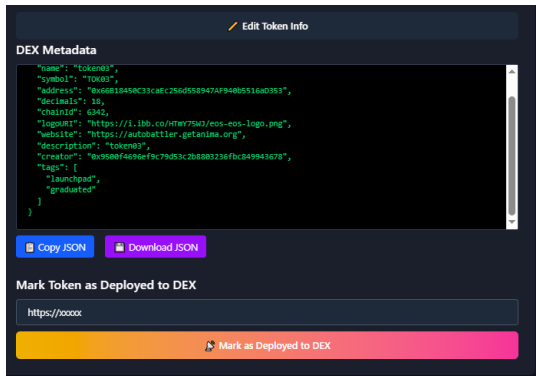 Edit Token Info
DEX Metadata
"name": "token03",
"symbol": "TOK03",
"address": "0x66B18450C33caEc256d558947AF940b5516aD353",
"decimals": 18,
"chainId": 6342,
"logoURI": "https://i.ibb.co/HTmY75WJ/eos-eos-logo.png",
"website": "https://autobattler.getanima.org",
"description": "token03",
"creator": "0x9500f4696ef9c79d53c2b8803236fbc849943678",
"tags": [
"launchpad",
"graduated"
]
}
Copy JSON
Download JSON
Mark Token as Deployed to DEX
https://xxxxx
Mark as Deployed to DEX